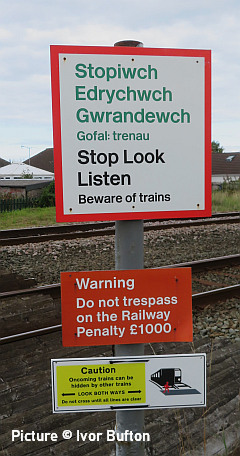 Stopiwch
Edrychwch
Gwrandewch
Gofal: trenau
Stop Look
Listen
Beware of trains
Warning
Do not trespass
on the Railway
Penalty £1000
Caution
Oncoming trains can be
hidden by other trains
LOOK BOTH WAYS
Do not cross until all lines are clear
Picture © Ivor Bufton